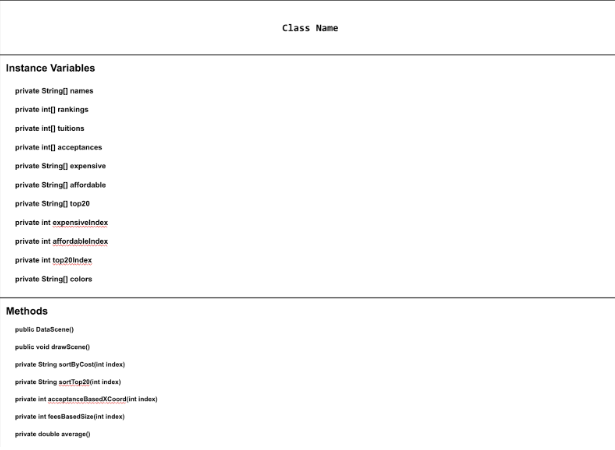 Class Name
Instance Variables
private String[] names
private int[] rankings
private int[] tuitions
private int[] acceptances
private String[] expensive
private String[] affordable
private String[] top20
private int expensiveIndex
private int affordableIndex
private int top20Index
private String[] colors
Methods
public DataScene()
public void drawScene()
private String sortByCost(int index)
private String sortTop20(int index)
private int acceptanceBasedXCoord(int index)
private int feesBasedSize(int index)
private double average()